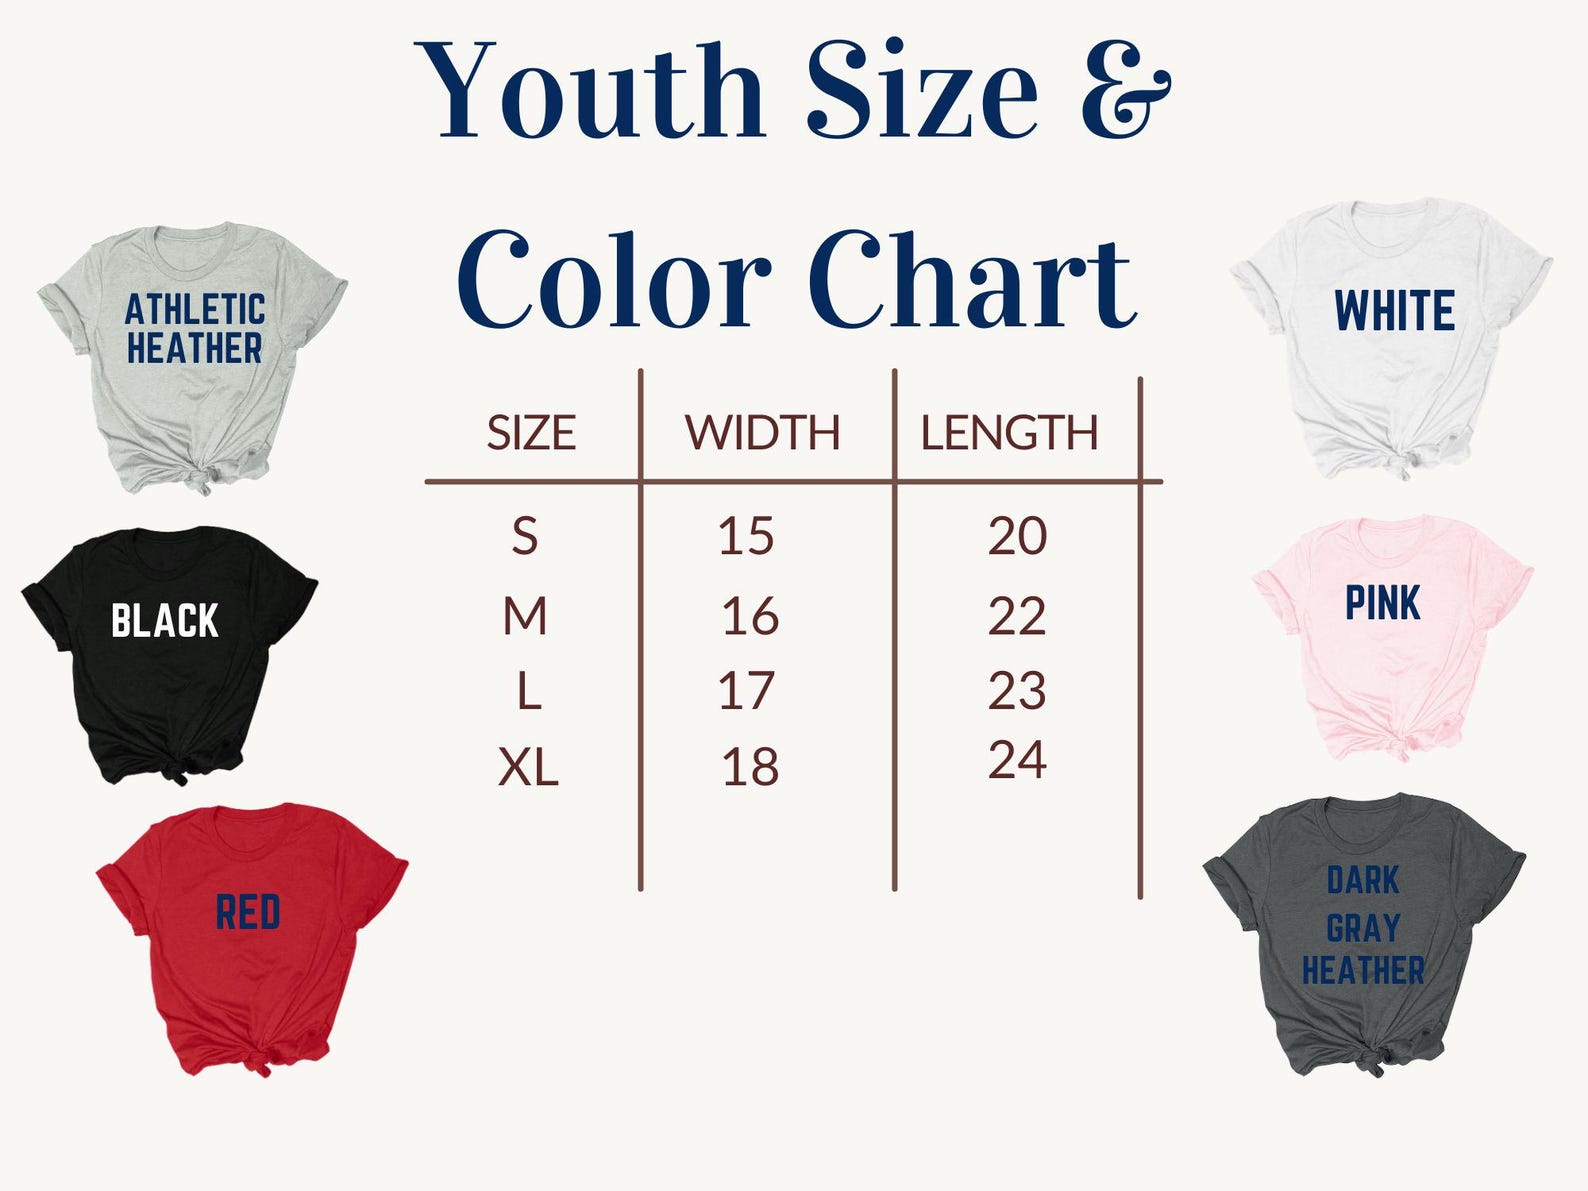 Youth Size &
Color Chart
ATHLETIC
HEATHER
WHITE
SIZE WIDTH LENGTH
S 15 20
M 16 22
L 17 23
XL 18 24
BLACK
PINK
RED
DARK
GRAY
HEATHER